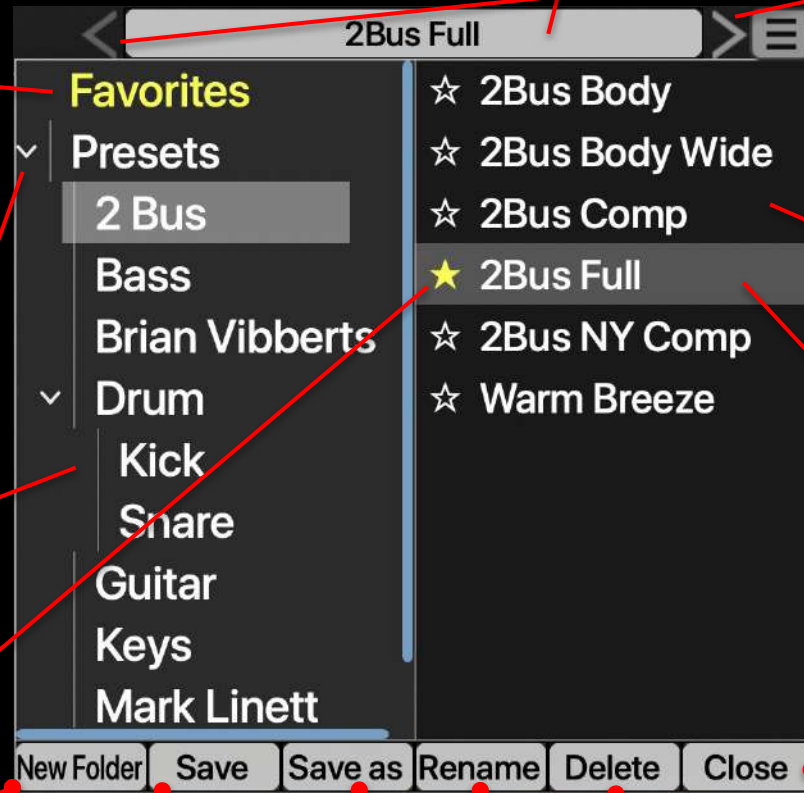 2Bus Full
Favorites
Presets
2 Bus
Bass
Brian Vibberts
Drum
Kick
Snare
Guitar
Keys
Mark Linett
2Bus Body
2Bus Body Wide
2Bus Comp
2Bus Full
2Bus NY Comp
Warm Breeze
New Folder
Save
Save as
Rename
Delete
Close